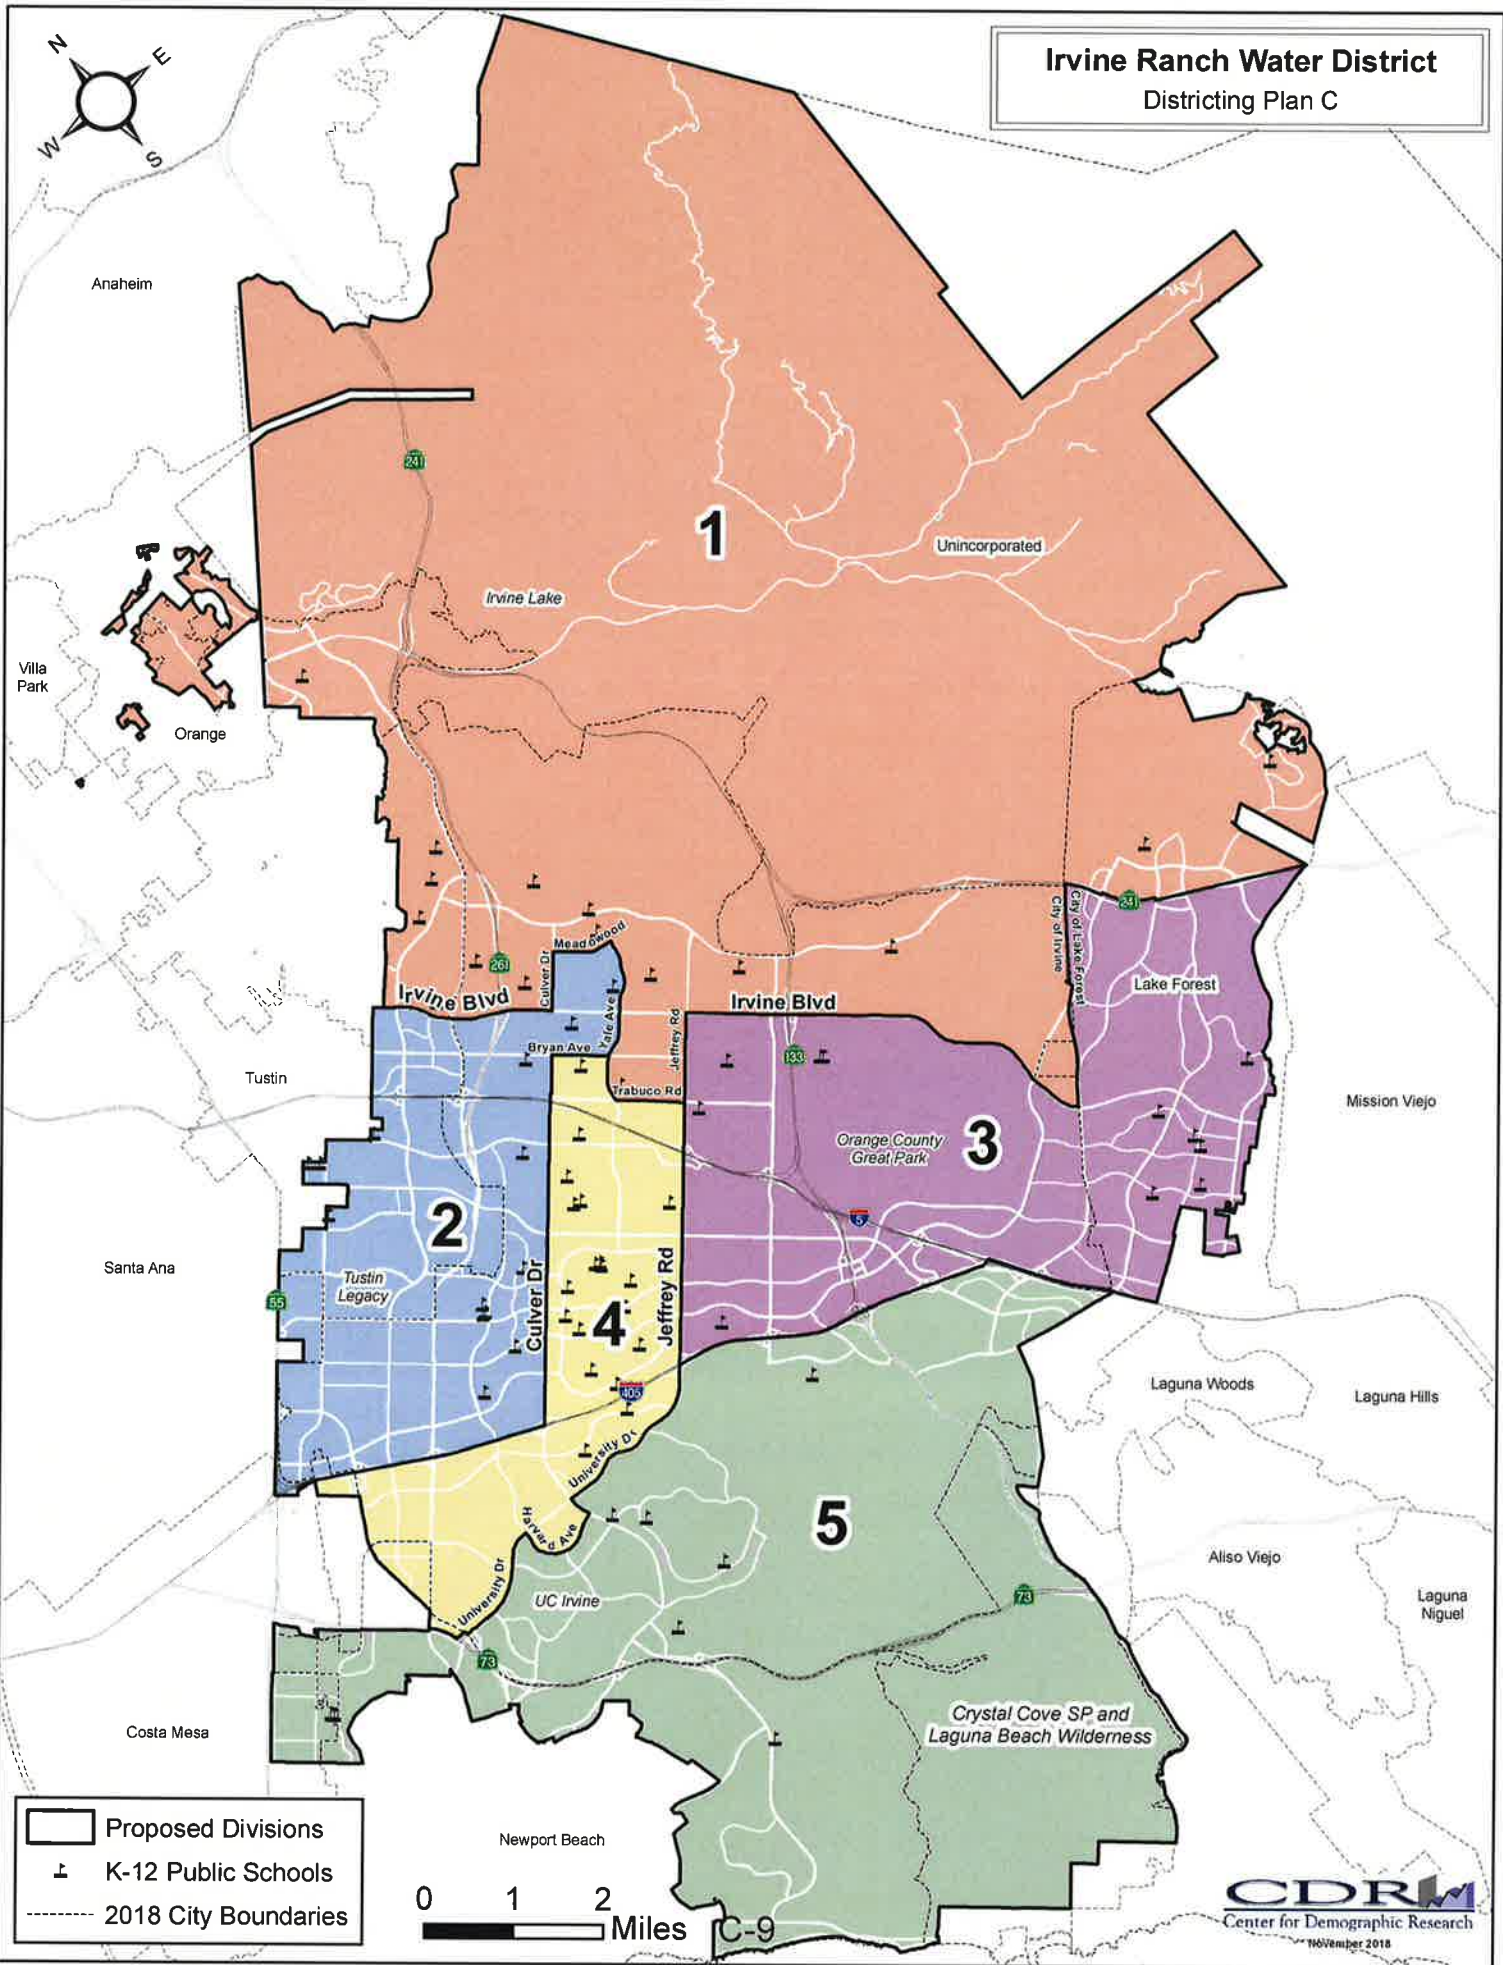 Irvine Ranch Water District
Districting Plan C
N
E
W
S
Anaheim
241
1
Unincorporated
Irvine Lake
Villa
Park
Orange
Meadowood
241
City of Irvine
City of Lake Forest
261
Culver Dr
Lake Forest
Irvine Blvd
Irvine Blvd
Yale Ave
Jeffrey Rd
Bryan Ave
133
Tustin
Trabuco Rd
Mission Viejo
Orange County
Great Park
3
2
5
Santa Ana
Tustin
Legacy
55
Culver Dr
4
Jeffrey Rd
405
Laguna Woods
Laguna Hills
University Dr
Harvard Ave
5
Aliso Viejo
University Dr
UC Irvine
73
Laguna
Niguel
73
Crystal Cove SP and
Laguna Beach Wilderness
Costa Mesa
Proposed Divisions
K-12 Public Schools
2018 City Boundaries
Newport Beach
0 1 2
Miles
C-9
CDR
Center for Demographic Research
November 2018